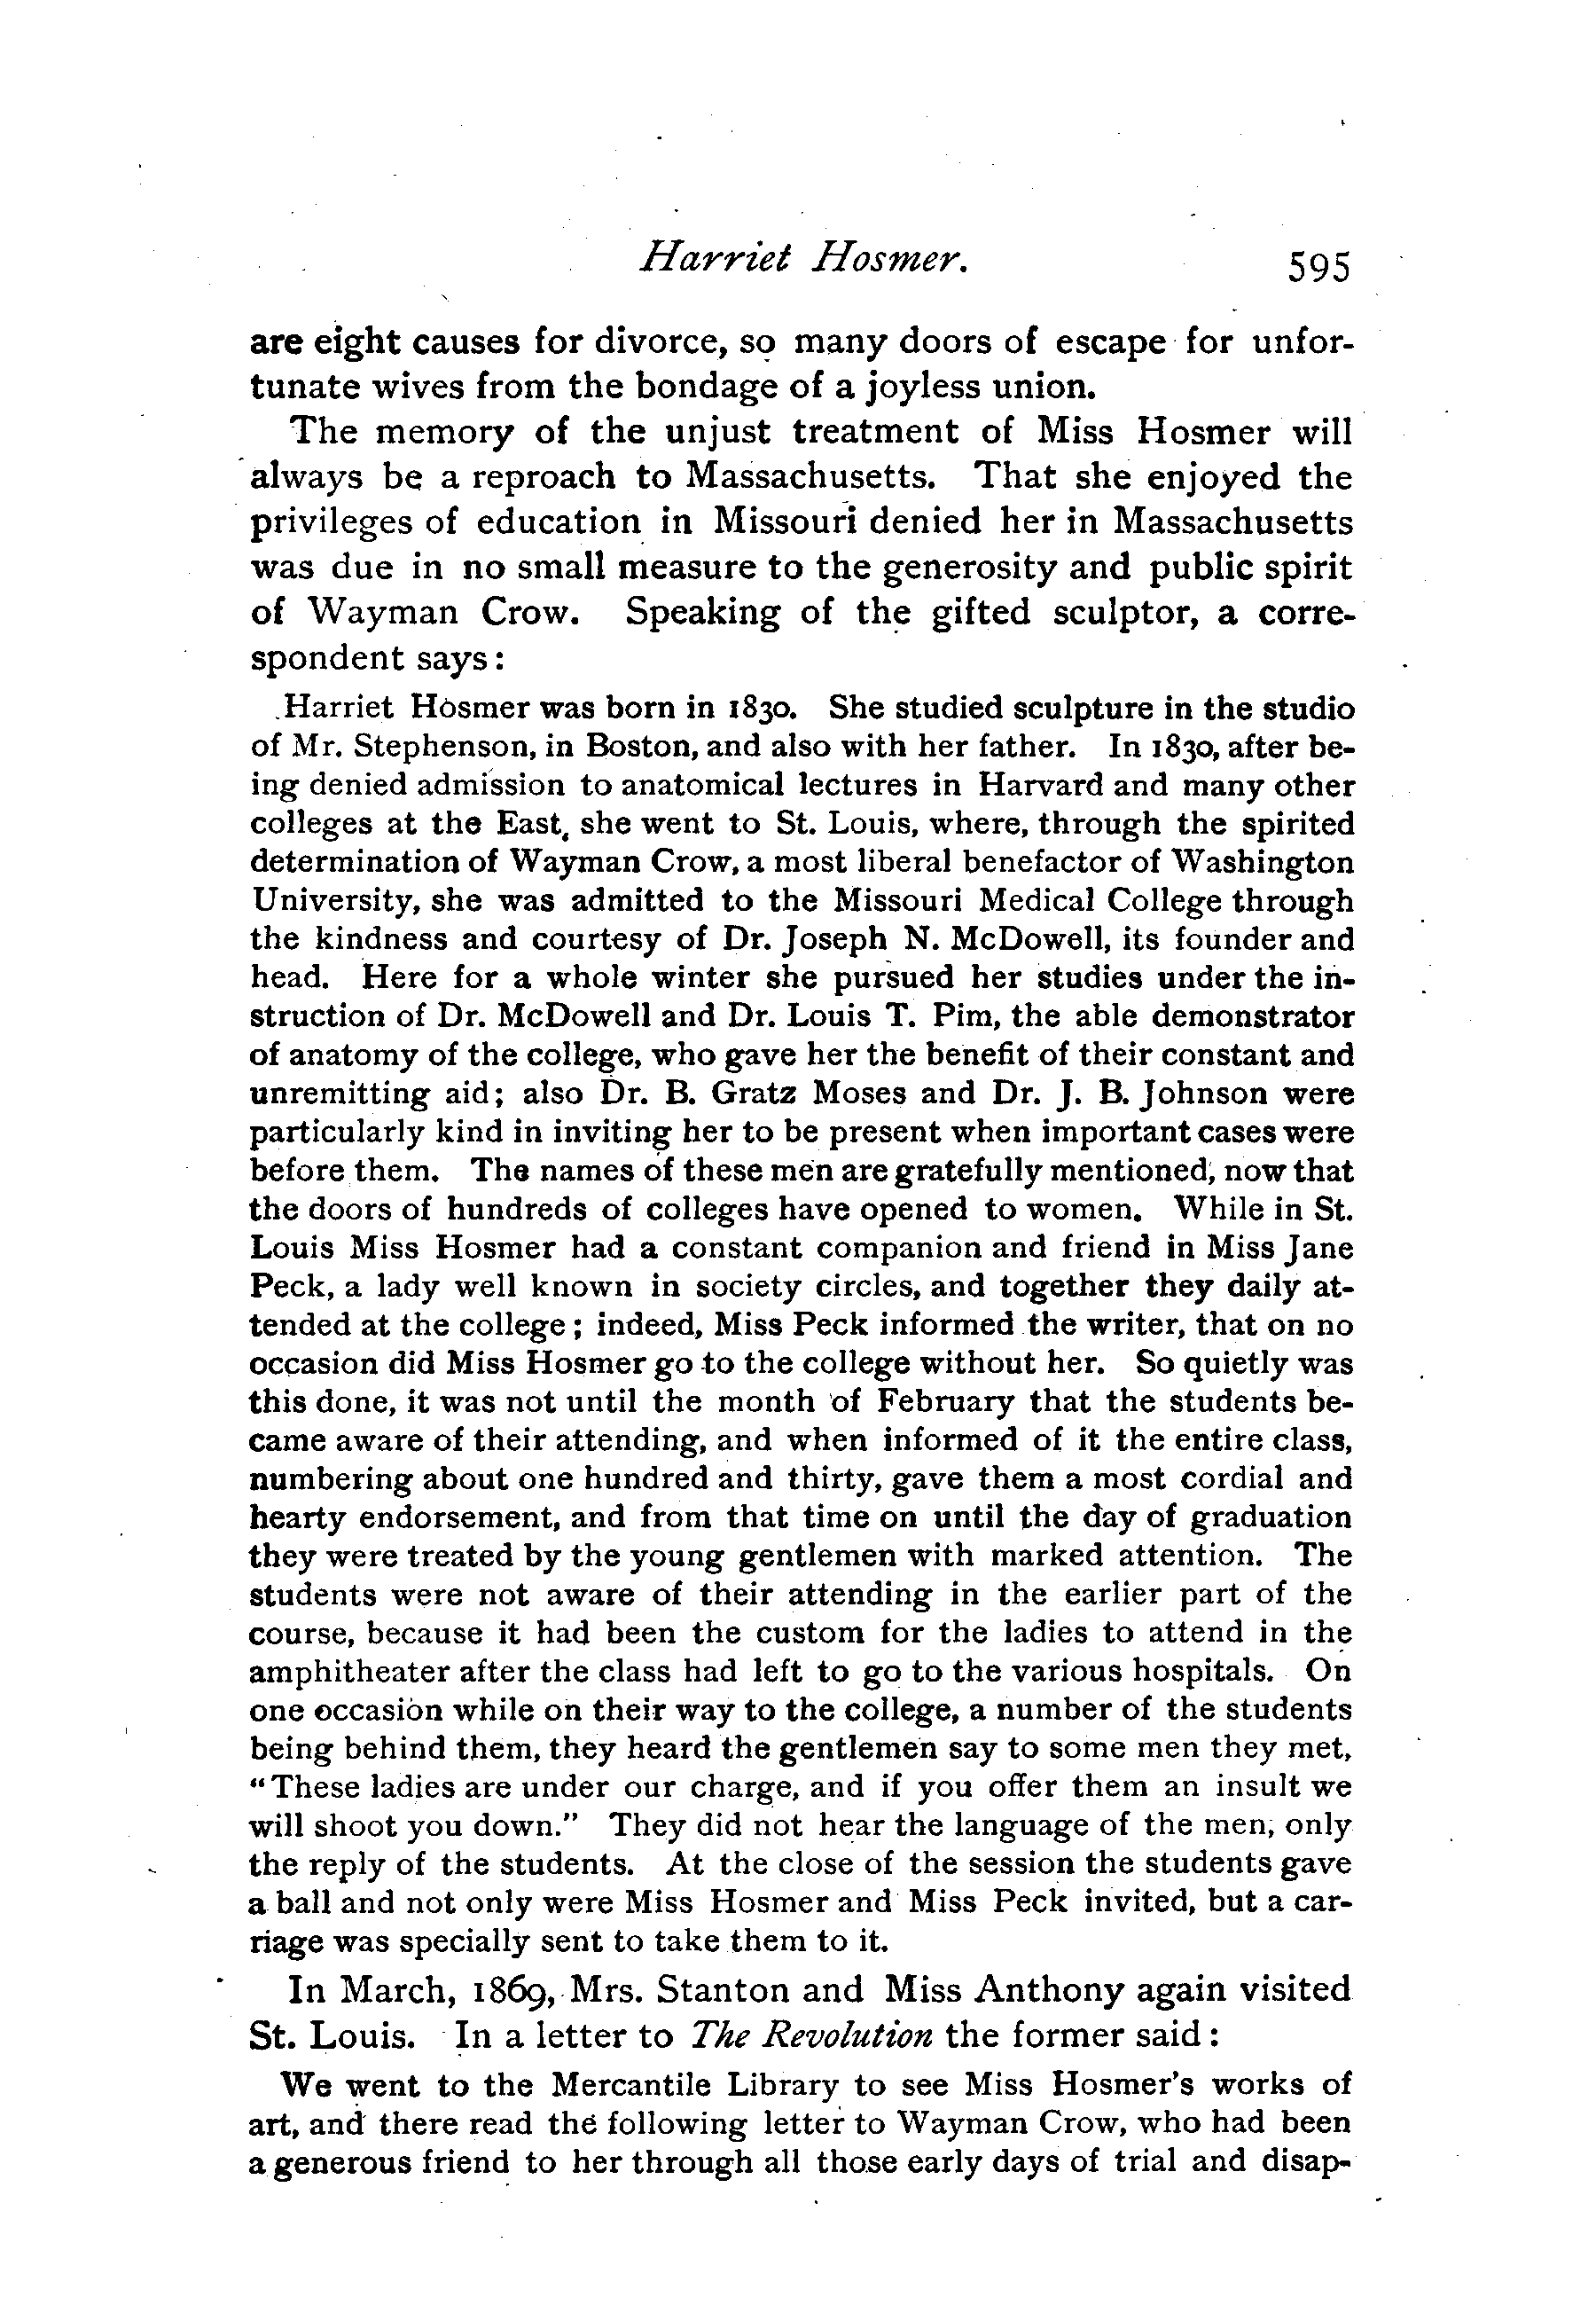 Harriet Hosmer. 595
are eight causes for divorce, so many doors of escape for unfor-
tunate wives from the bondage of a joyless union.
The memory of the unjust treatment of Miss Hosmer will
always be a reproach to Massachusetts. That she enjoyed the
privileges of education in Missouri denied her in Massachusetts
was due in no small measure to the generosity and public spirit
of Wayman Crow. Speaking of the gifted sculptor, a corre-
spondent says:
Harriet Hosmer was born in 1830. She studied sculpture in the studio
of Mr. Stephenson, in Boston, and also with her father. In 1830, after be-
ing denied admission to anatomical lectures in Harvard and many other
colleges at the East, she went to St. Louis, where, through the spirited
determination of Wayman Crow, a most liberal benefactor of Washington
University, she was admitted to the Missouri Medical College through
the kindness and courtesy of Dr. Joseph N. McDowell, its founder and
head. Here for a whole winter she pursued her studies under the in-
struction of Dr. McDowell and Dr. Louis T. Pim, the able demonstrator
of anatomy of the college, who gave her the benefit of their constant and
unremitting aid; also Dr. B. Gratz Moses and Dr. J. B. Johnson were
particularly kind in inviting her to be present when important cases were
before them. The names of these men are gratefully mentioned, now that
the doors of hundreds of colleges have opened to women. While in St.
Louis Miss Hosmer had a constant companion and friend in Miss Jane
Peck, a lady well known in society circles, and together they daily at-
tended at the college; indeed, Miss Peck informed the writer, that on no
occasion did Miss Hosmer go to the college without her. So quietly was
this done, it was not until the month of February that the students be-
came aware of their attending, and when informed of it the entire class,
numbering about one hundred and thirty, gave them a most cordial and
hearty endorsement, and from that time on until the day of graduation
they were treated by the young gentlemen with marked attention. The
students were not aware of their attending in the earlier part of the
course, because it had been the custom for the ladies to attend in the
amphitheater after the class had left to go to the various hospitals. On
one occasion while on their way to the college, a number of the students
being behind them, they heard the gentlemen say to some men they met,
"These ladies are under our charge, and if you offer them an insult we
will shoot you down." They did not hear the language of the men, only
the reply of the students. At the close of the session the students gave
a ball and not only were Miss Hosmer and Miss Peck invited, but a car-
riage was specially sent to take them to it.
In March, 1869, Mrs. Stanton and Miss Anthony again visited
St. Louis. In a letter to The Revolution the former said:
We went to the Mercantile Library to see Miss Hosmer's works of
art, and there read the following letter to Wayman Crow, who had been
a generous friend to her through all those early days of trial and disap-